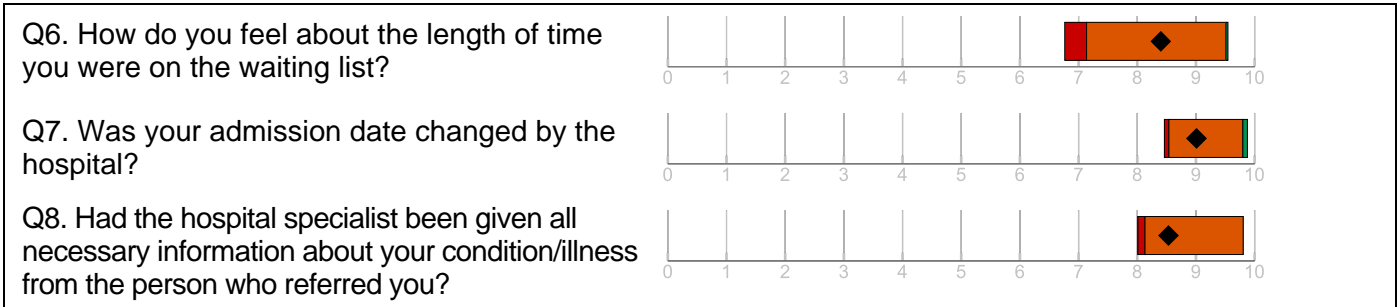 Q6. How do you feel about the length of time
you were on the waiting list?
0 1 2 3 4 5 6 7 8 9 10
Q7. Was your admission date changed by the
hospital?
0 1 2 3 4 5 6 7 8 9 10
Q8. Had the hospital specialist been given all
necessary information about your condition/illness
from the person who referred you?
0 1 2 3 4 5 6 7 8 9 10